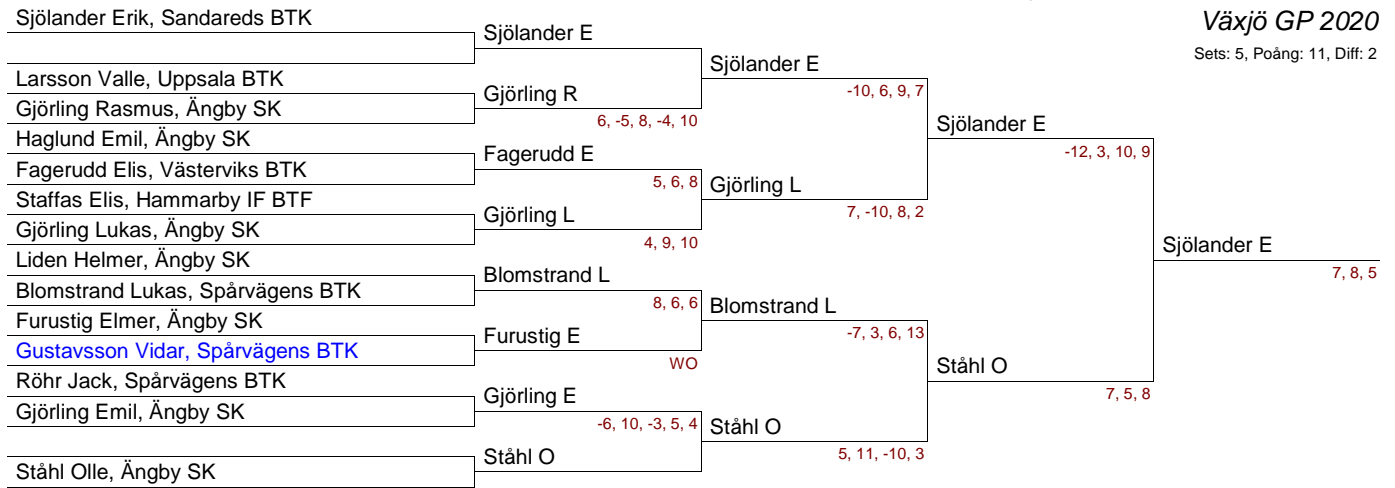 Växjö GP 2020
Sets: 5, Poång: 11, Diff: 2
Sjölander Erik, Sandareds BTK
Larsson Valle, Uppsala BTK
Gjörling Rasmus, Ängby SK
Haglund Emil, Ängby SK
Fagerudd Elis, Västerviks BTK
Staffas Elis, Hammarby IF BTF
Gjörling Lukas, Ängby SK
Liden Helmer, Ängby SK
Blomstrand Lukas, Spårvägens BTK
Furustig Elmer, Ängby SK
Gustavsson Vidar, Spårvägens BTK
Röhr Jack, Spårvägens BTK
Gjörling Emil, Ängby SK
Ståhl Olle, Ängby SK
Sjölander E
Gjörling R
6, -5, 8, -4, 10
Fagerudd E
5, 6, 8
Gjörling L
4, 9, 10
Blomstrand L
8, 6, 6
Furustig E
WO
Gjörling E
-6, 10, -3, 5, 4
Ståhl O
Sjölander E
-10, 6, 9, 7
Gjörling L
7, -10, 8, 2
Blomstrand L
-7, 3, 6, 13
Ståhl O
5, 11, -10, 3
Sjölander E
-12, 3, 10, 9
Ståhl O
7, 5, 8
Sjölander E
7, 8, 5